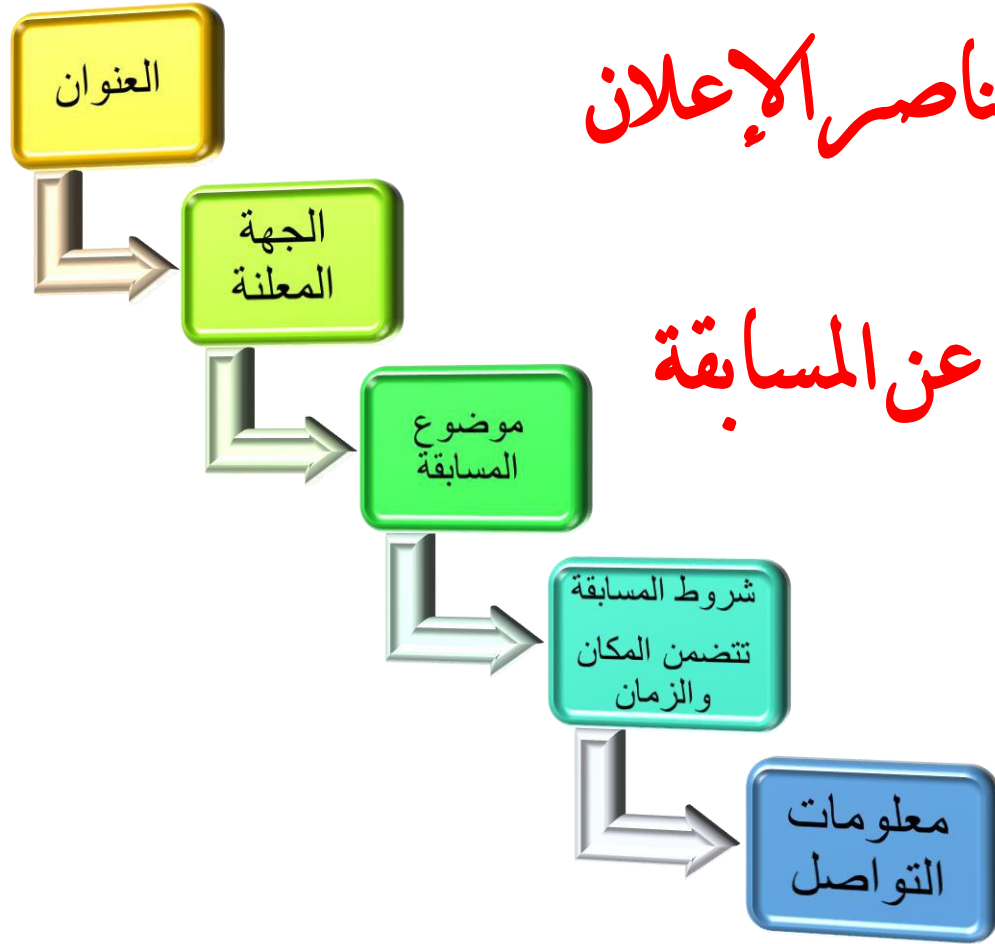 ناصر الإعلان
عن المسابقة
العنوان
الجهة
المعلنة
موضوع
المسابقة
شروط المسابقة
تتضمن المكان
والزمان
معلومات
التواصل